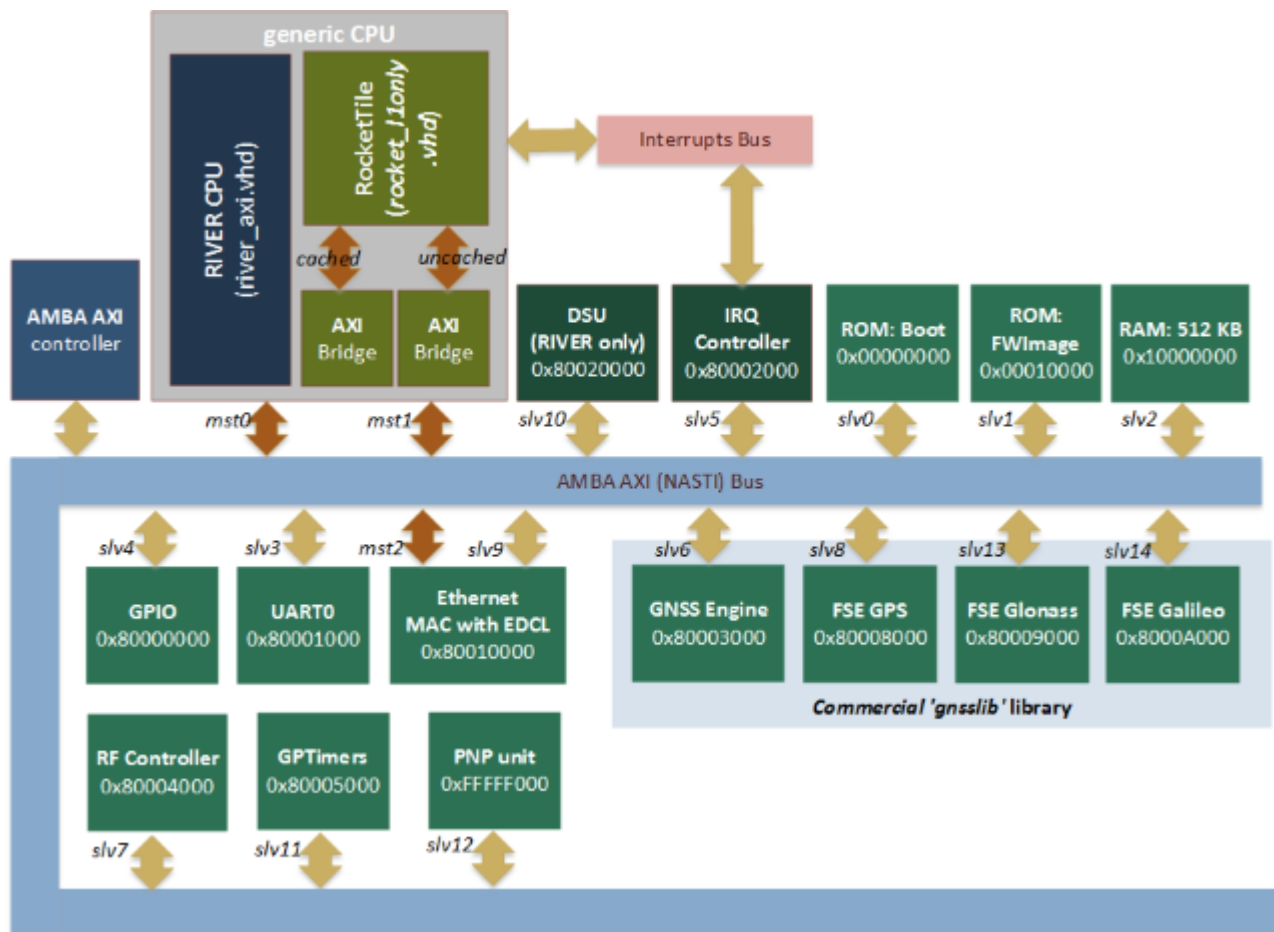 generic CPU
RIVER CPU
(river_axi.vhd)
RocketTile
(rocket_l1only
.vhd)
Interrupts Bus
cached
uncached
AMBA AXI
controller
AXI
Bridge
AXI
Bridge
DSU
(RIVER only)
0x80020000
IRQ
Controller
0x80002000
ROM: Boot
0x00000000
ROM:
FWImage
0x00010000
RAM: 512 KB
0x10000000
mst0
mst1
slv10
slv5
slv0
slv1
slv2
AMBA AXI (NASTI) Bus
slv4
slv3
mst2
slv9
slv6
slv8
slv13
slv14
GPIO
0x80000000
UART0
0x80001000
Ethernet
MAC with EDCL
0x80010000
GNSS Engine
0x80003000
FSE GPS
0x80008000
FSE Glonass
0x80009000
FSE Galileo
0x8000A000
Commercial 'gnsslib' library
RF Controller
0x80004000
GPTimers
0x80005000
PNP unit
0xFFFFF000
slv7
slv11
slv12